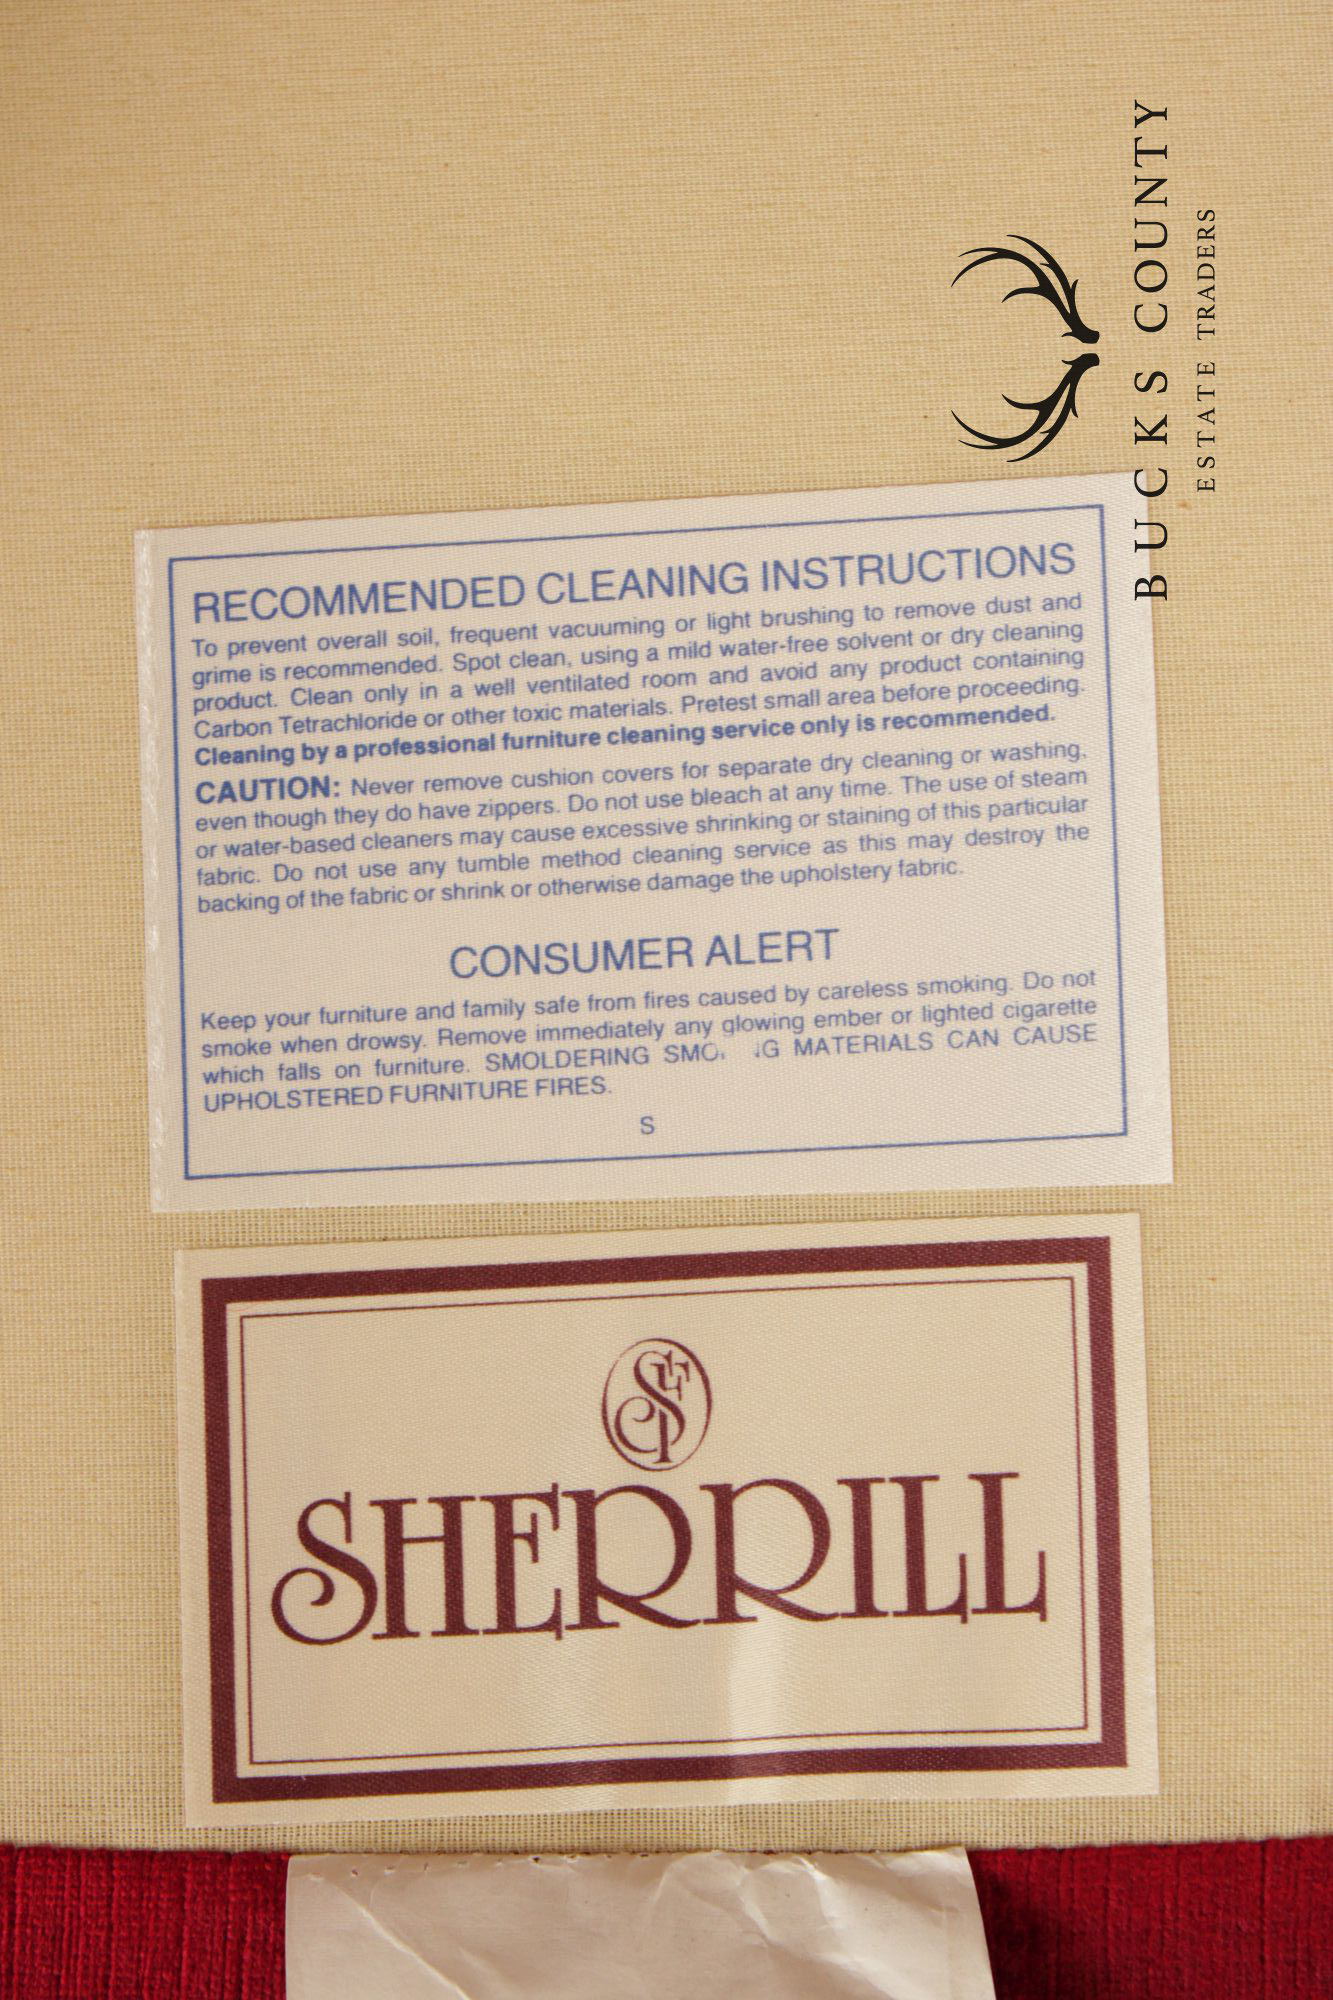 BUCKS COUNTY
ESTATE TRADERS
RECOMMENDED CLEANING INSTRUCTIONS
To prevent overall soil, frequent vacuuming or light brushing to remove dust and
grime is recommended. Spot clean, using a mild water-free solvent or dry cleaning
product. Clean only in a well ventilated room and avoid any product containing
Carbon Tetrachloride or other toxic materials. Pretest small area before proceeding.
Cleaning by a professional furniture cleaning service only is recommended.
CAUTION: Never remove cushion covers for separate dry cleaning or washing,
even though they do have zippers. Do not use bleach at any time. The use of steam
or water-based cleaners may cause excessive shrinking or staining of this particular
fabric. Do not use any tumble method cleaning service as this may destroy the
backing of the fabric or shrink or otherwise damage the upholstery fabric.
CONSUMER ALERT
Keep your furniture and family safe from fires caused by careless smoking. Do not
smoke when drowsy. Remove immediately any glowing ember or lighted cigarette
which falls on furniture. SMOLDERING MATERIALS CAN CAUSE
UPHOLSTERED FURNITURE FIRES.
S
SF
SHERRILL